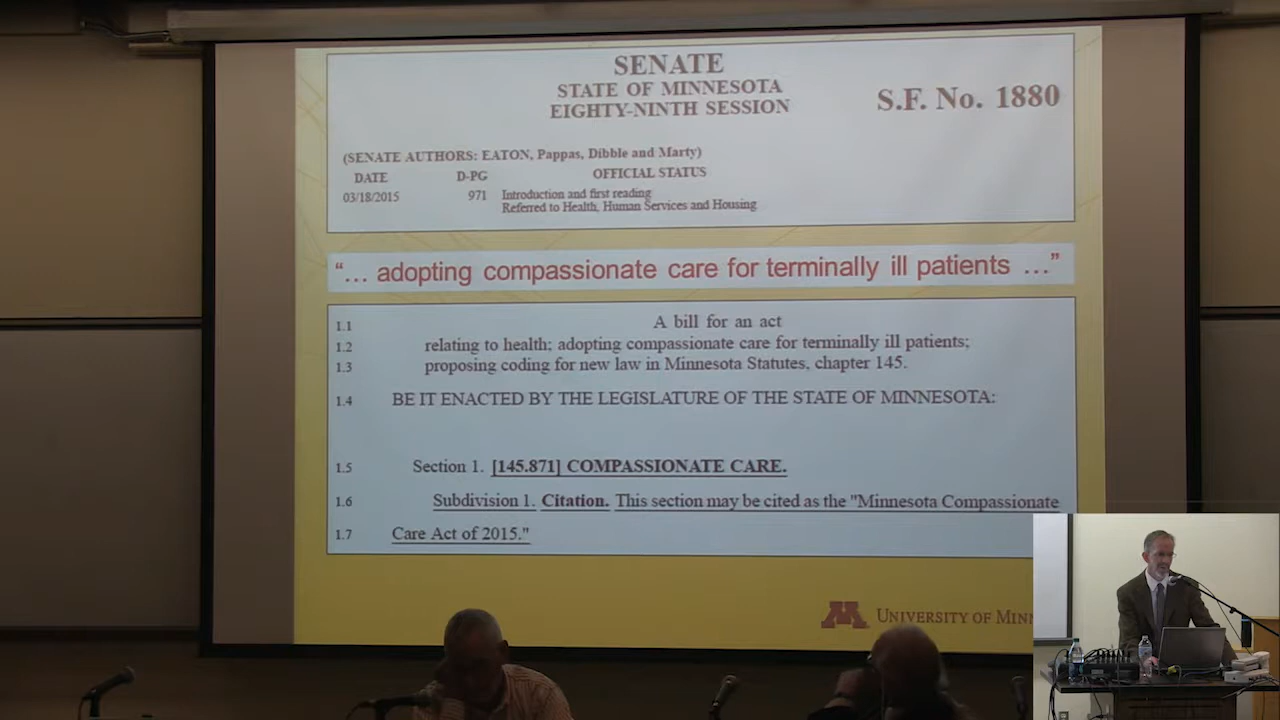 SENATE
STATE OF MINNESOTA
EIGHTY-NINTH SESSION
S.F. No. 1880
(SENATE AUTHORS: EATON, Pappas, Dibble and Marty)
DATE D-PG OFFICIAL STATUS
03/18/2015 971 Introduction and first reading
Referred to Health, Human Services and Housing
“... adopting compassionate care for terminally ill patients ...”
1.1 A bill for an act
1.2 relating to health; adopting compassionate care for terminally ill patients;
1.3 proposing coding for new law in Minnesota Statutes, chapter 145.
1.4 BE IT ENACTED BY THE LEGISLATURE OF THE STATE OF MINNESOTA:
1.5 Section 1. [145.871] COMPASSIONATE CARE.
1.6 Subdivision 1. Citation. This section may be cited as the "Minnesota Compassionate
1.7 Care Act of 2015."
M UNIVERSITY OF MINN